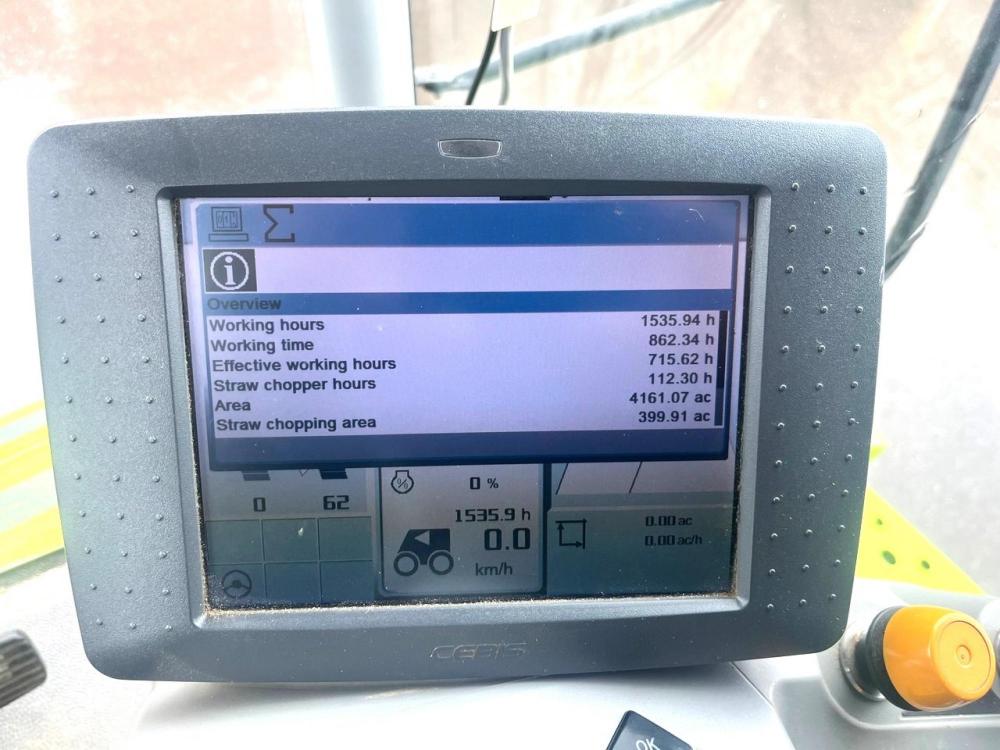 Overview
Working hours 1535.94 h
Working time 862.34 h
Effective working hours 715.62 h
Straw chopper hours 112.30 h
Area 4161.07 ac
Straw chopping area 399.91 ac
0 62
% 0 %
1535.9 h
0.0
km/h
0.00 ac
0.00 ac/h
CEBIS
OK